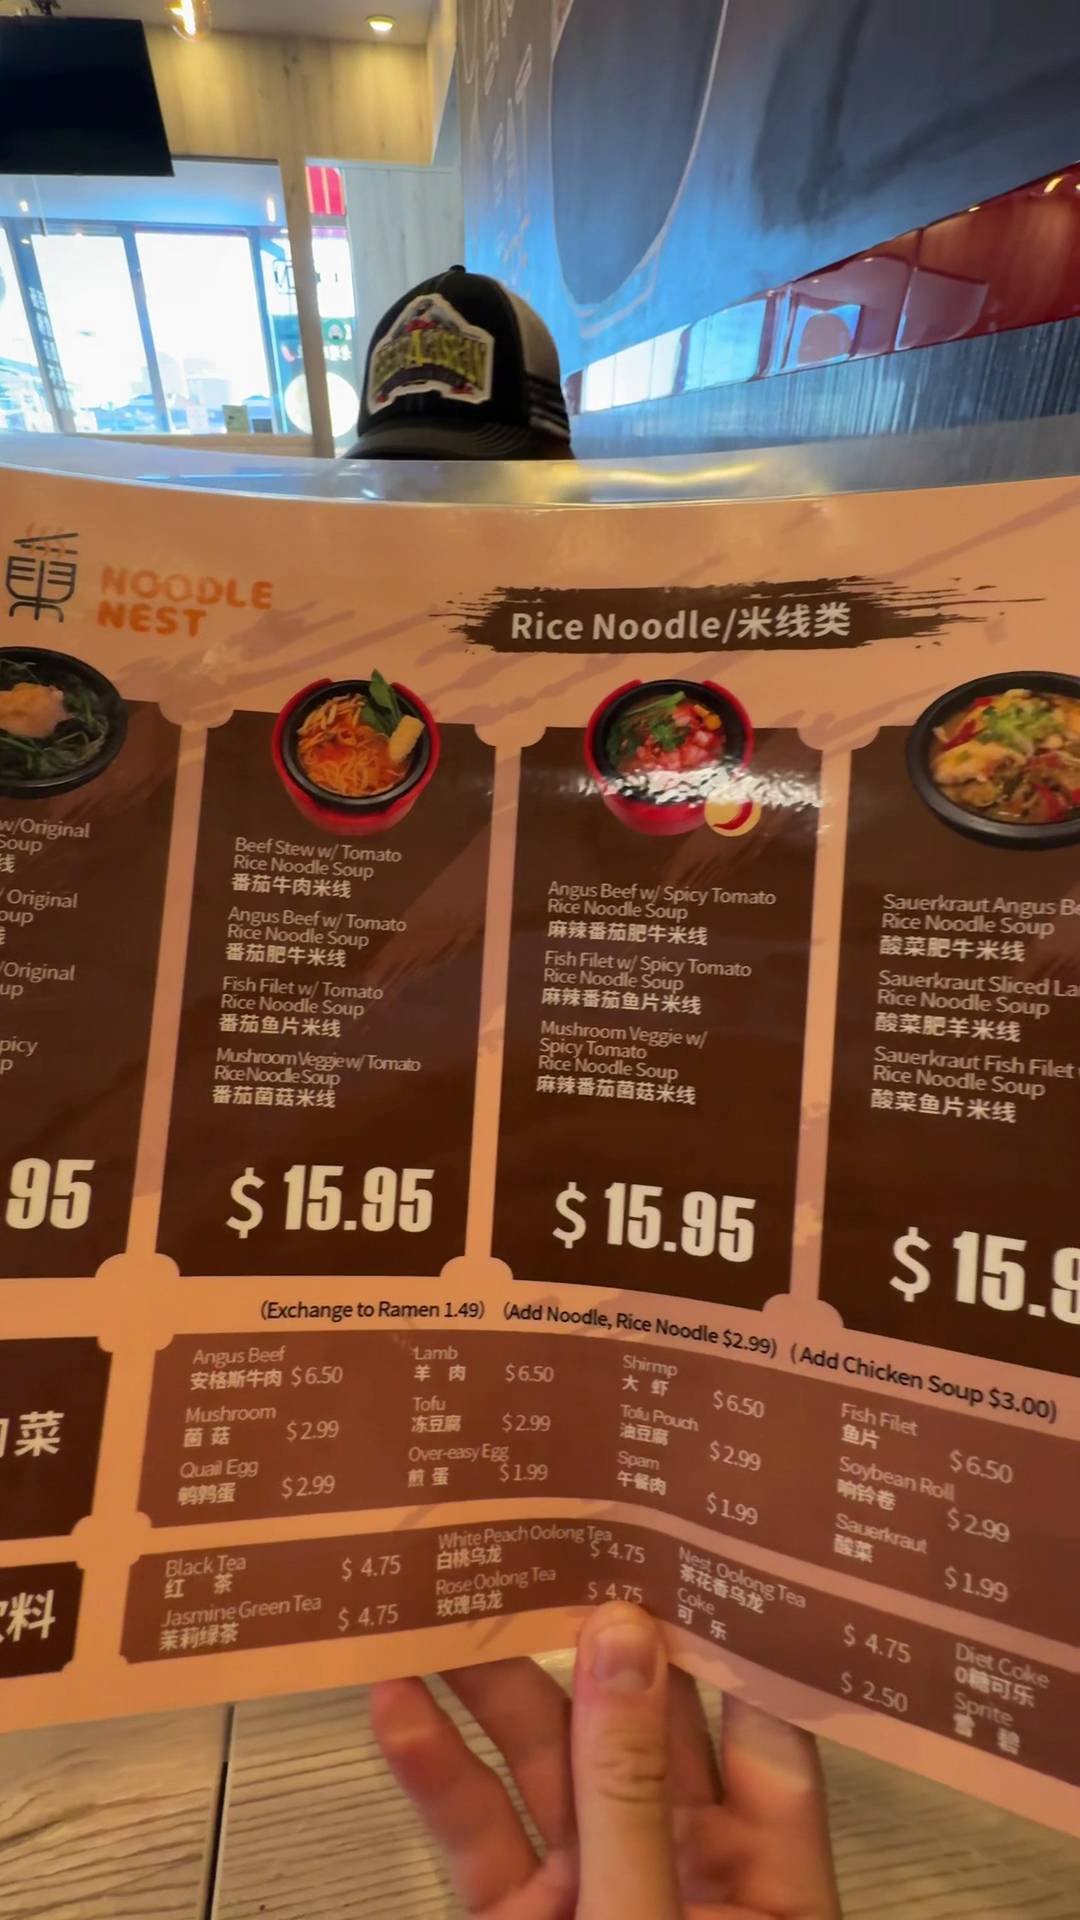 NOODLE
NEST
Rice Noodle/米线类
w/Original
Soup
线
Original
oup
/Original
up
picy
p
.95
Beef Stew w/ Tomato
Rice Noodle Soup
番茄牛肉米线
Angus Beef w/ Tomato
Rice Noodle Soup
番茄肥牛米线
Fish Filet w/ Tomato
Rice Noodle Soup
番茄鱼片米线
Mushroom Veggie w/ Tomato
Rice Noodle Soup
番茄菌菇米线
$ 15.95
Angus Beef w/ Spicy Tomato
Rice Noodle Soup
麻辣番茄肥牛米线
Fish Filet w/ Spicy Tomato
Rice Noodle Soup
麻辣番茄鱼片米线
Mushroom Veggie w/
Spicy Tomato
Rice Noodle Soup
麻辣番茄菌菇米线
$ 15.95
Sauerkraut Angus Be
Rice Noodle Soup
酸菜肥牛米线
Sauerkraut Sliced La
Rice Noodle Soup
酸菜肥羊米线
Sauerkraut Fish Filet
Rice Noodle Soup
酸菜鱼片米线
$ 15.9
(Exchange to Ramen 1.49) (Add Noodle, Rice Noodle $2.99) (Add Chicken Soup $3.00)
菜
Angus Beef
安格斯牛肉 $6.50
Mushroom
菌菇 $2.99
Quail Egg
鹌鹑蛋 $2.99
Lamb
羊肉 $6.50
Tofu
冻豆腐 $2.99
Over-easy Egg
煎蛋 $1.99
Shirmp
大虾 $6.50
Tofu Pouch
油豆腐 $2.99
Spam
午餐肉 $1.99
Fish Filet
鱼片 $6.50
Soybean Roll
响铃卷 $2.99
Sauerkraut
酸菜 $1.99
饮料
Black Tea
红茶 $ 4.75
Jasmine Green Tea
茉莉绿茶 $ 4.75
White Peach Oolong Tea
白桃乌龙 $ 4.75
Rose Oolong Tea
玫瑰乌龙 $ 4.75
Nest Oolong Tea
茶花香乌龙 $ 4.75
Coke
可乐 $ 2.50
Diet Coke
0糖可乐
Sprite
雪碧